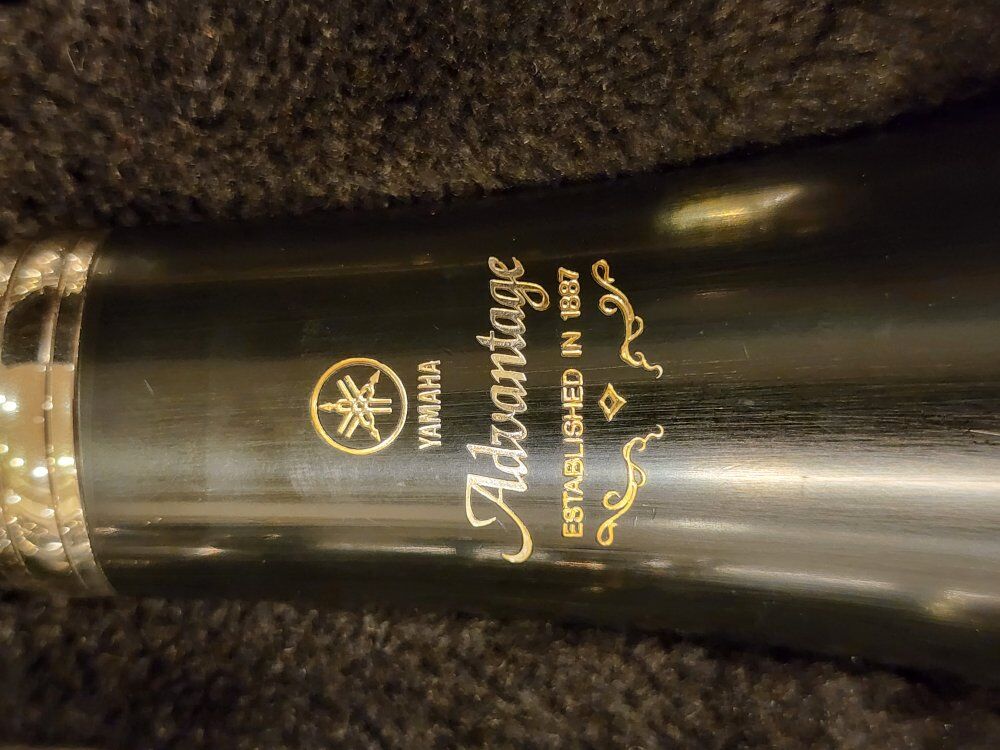 YAMAHA
Advantage
ESTABLISHED IN 1887